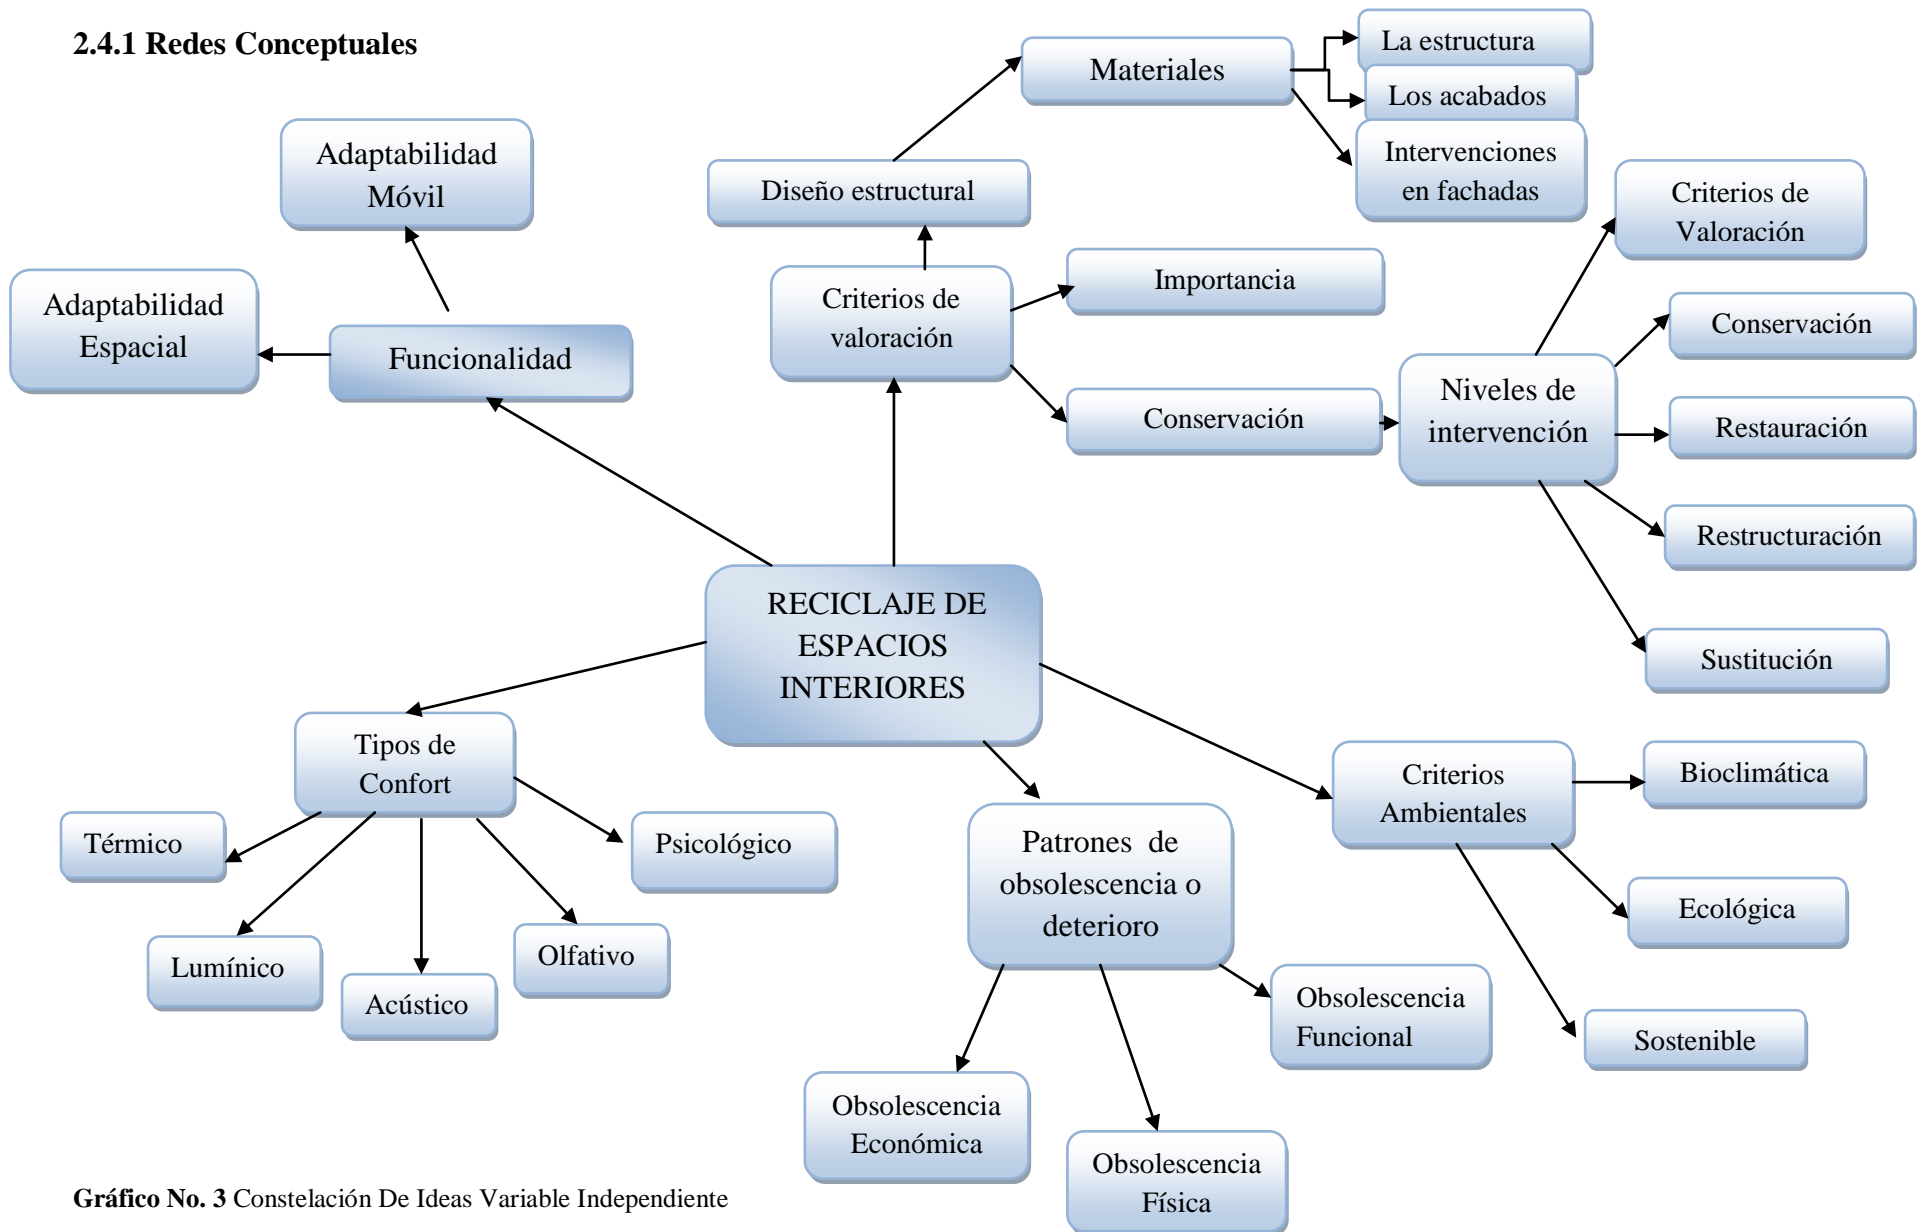 2.4.1 Redes Conceptuales
Materiales
La estructura
Los acabados
Intervenciones
en fachadas
Adaptabilidad
Móvil
Diseño estructural
Criterios de
Valoración
Adaptabilidad
Espacial
Funcionalidad
Criterios de
valoración
Importancia
Conservación
Niveles de
intervención
Conservación
Restauración
Restructuración
Sustitución
RECICLAJE DE
ESPACIOS
INTERIORES
Tipos de
Confort
Térmico
Lumínico
Acústico
Olfativo
Psicológico
Patrones de
obsolescencia o
deterioro
Obsolescencia
Económica
Obsolescencia
Física
Obsolescencia
Funcional
Criterios
Ambientales
Bioclimática
Ecológica
Sostenible
Gráfico No. 3 Constelación De Ideas Variable Independiente